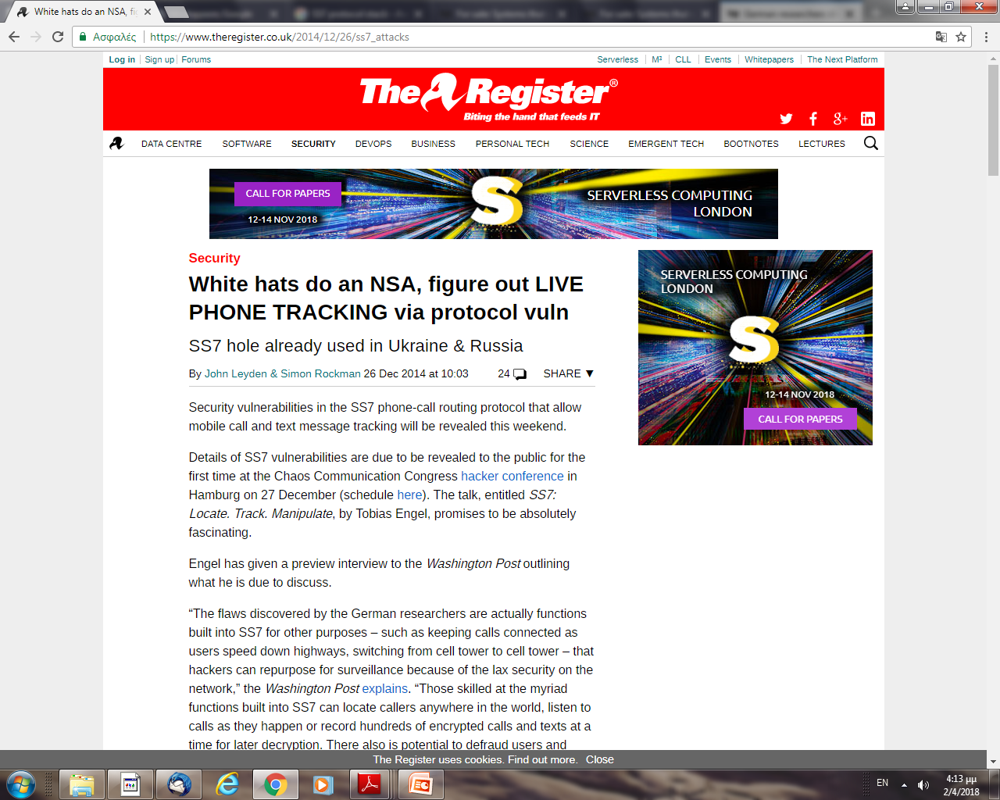 White hats do an NSA, fi
Ασφαλές
https://www.theregister.co.uk/2014/12/26/ss7_attacks
Log in Sign up Forums
Serverless M³ CLL Events Whitepapers The Next Platform
The Register®
Biting the hand that feeds IT
DATA CENTRE SOFTWARE SECURITY DEVOPS BUSINESS PERSONAL TECH SCIENCE EMERGENT TECH BOOTNOTES LECTURES
CALL FOR PAPERS
12-14 NOV 2018
S
SERVERLESS COMPUTING
LONDON
Security
White hats do an NSA, figure out LIVE
PHONE TRACKING via protocol vuln
SS7 hole already used in Ukraine & Russia
By John Leyden & Simon Rockman 26 Dec 2014 at 10:03 24 SHARE ▼
Security vulnerabilities in the SS7 phone-call routing protocol that allow
mobile call and text message tracking will be revealed this weekend.
Details of SS7 vulnerabilities are due to be revealed to the public for the
first time at the Chaos Communication Congress hacker conference in
Hamburg on 27 December (schedule here). The talk, entitled SS7:
Locate. Track. Manipulate, by Tobias Engel, promises to be absolutely
fascinating.
Engel has given a preview interview to the Washington Post outlining
what he is due to discuss.
“The flaws discovered by the German researchers are actually functions
built into SS7 for other purposes – such as keeping calls connected as
users speed down highways, switching from cell tower to cell tower – that
hackers can repurpose for surveillance because of the lax security on the
network,” the Washington Post explains. “Those skilled at the myriad
functions built into SS7 can locate callers anywhere in the world, listen to
calls as they happen or record hundreds of encrypted calls and texts at a
time for later decryption. There also is potential to defraud users and
SERVERLESS COMPUTING
LONDON
S
12-14 NOV 2018
CALL FOR PAPERS
The Register uses cookies. Find out more. Close
EN
4:13 μμ
2/4/2018